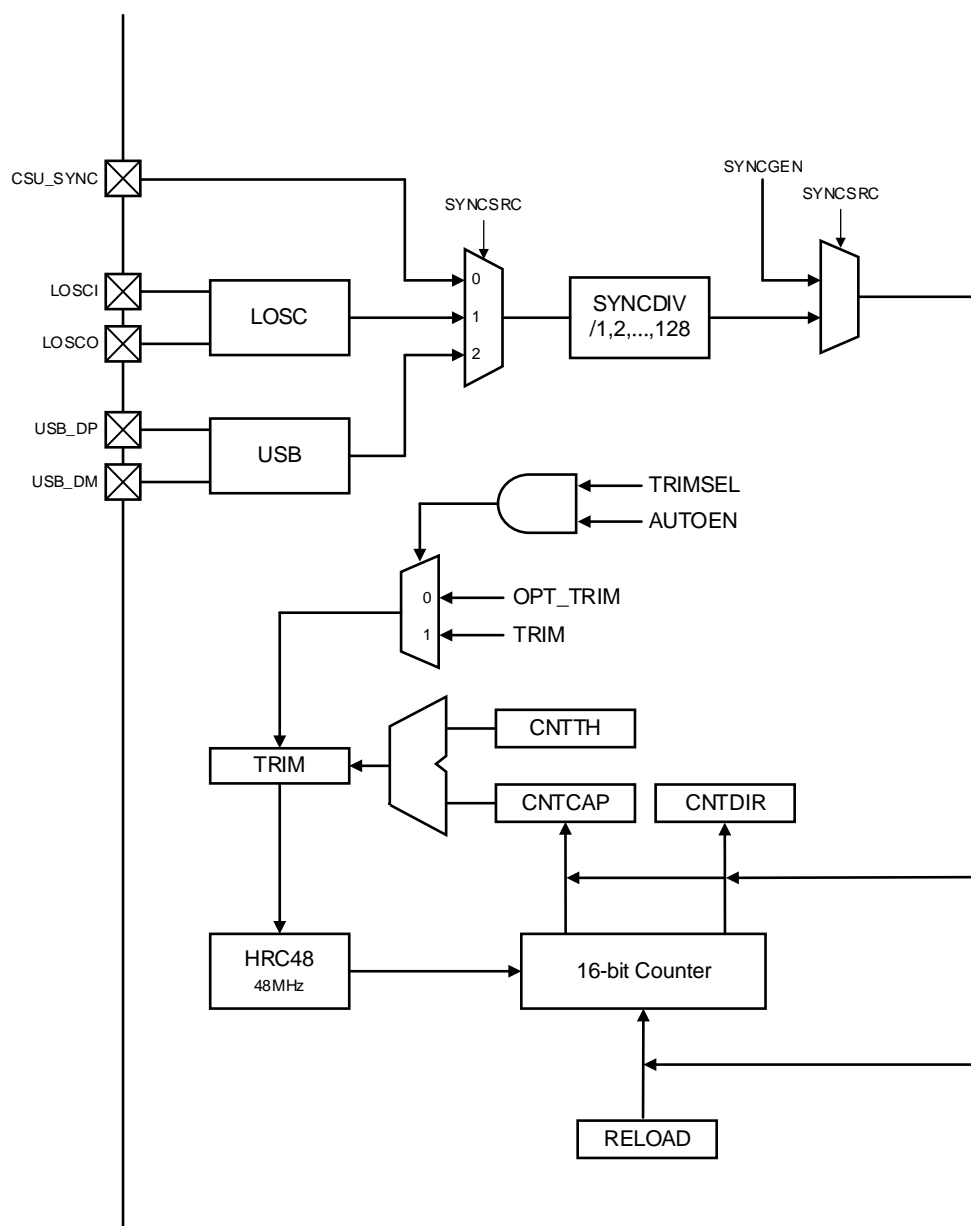 SYNCGEN
CSU_SYNC
SYNCSRC
SYNCSRC
0
LOSCI
LOSC
1
SYNCDIV
/1,2,...,128
LOSCO
2
USB_DP
USB
USB_DM
TRIMSEL
AUTOEN
0
OPT_TRIM
1
TRIM
CNTTH
TRIM
CNTCAP
CNTDIR
HRC48
48MHz
16-bit Counter
RELOAD